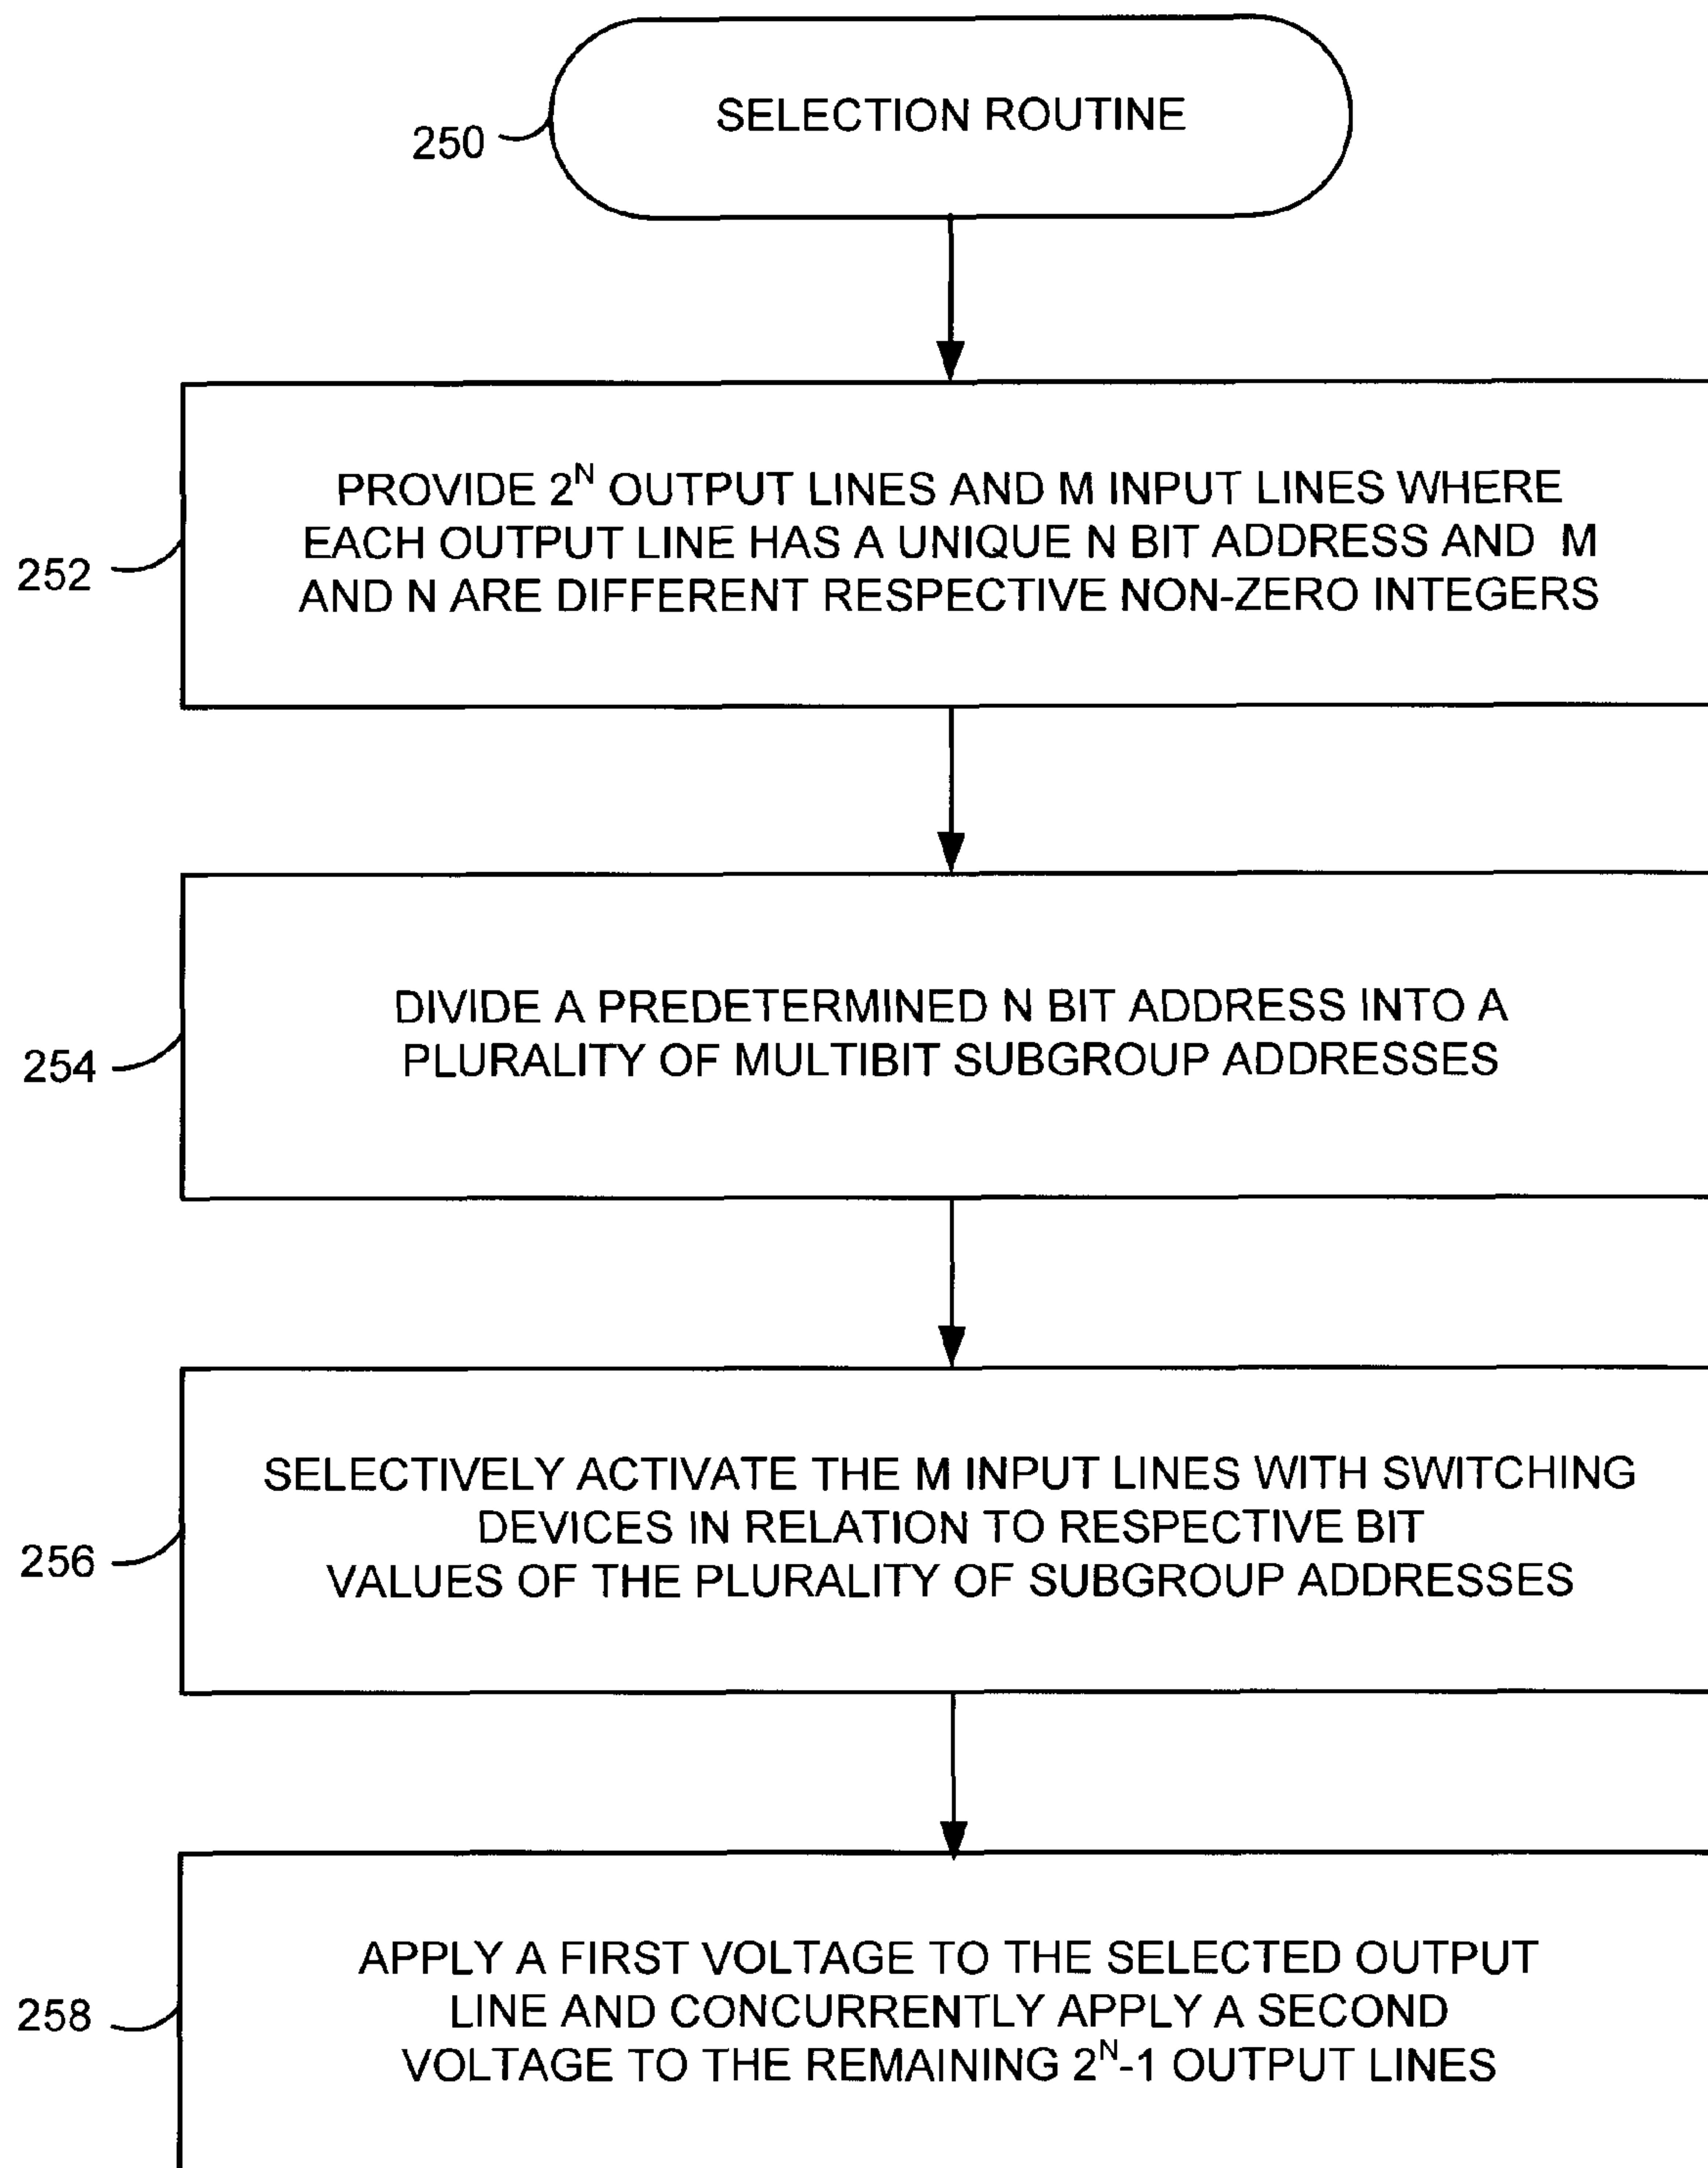 SELECTION ROUTINE
250
PROVIDE 2^N OUTPUT LINES AND M INPUT LINES WHERE
EACH OUTPUT LINE HAS A UNIQUE N BIT ADDRESS AND M
AND N ARE DIFFERENT RESPECTIVE NON-ZERO INTEGERS
252
DIVIDE A PREDETERMINED N BIT ADDRESS INTO A
PLURALITY OF MULTIBIT SUBGROUP ADDRESSES
254
SELECTIVELY ACTIVATE THE M INPUT LINES WITH SWITCHING
DEVICES IN RELATION TO RESPECTIVE BIT
VALUES OF THE PLURALITY OF SUBGROUP ADDRESSES
256
APPLY A FIRST VOLTAGE TO THE SELECTED OUTPUT
LINE AND CONCURRENTLY APPLY A SECOND
VOLTAGE TO THE REMAINING 2^N-1 OUTPUT LINES
258